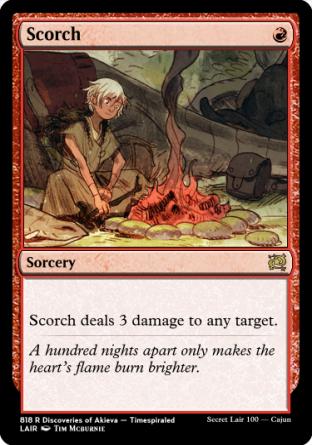 Scorch
Sorcery
Scorch deals 3 damage to any target.
A hundred nights apart only makes the
heart's flame burn brighter.
818 R Discoveries of Akieva — Timespiraled
Secret Lair 100 — Cajun
LAIR Tim Mcburnie